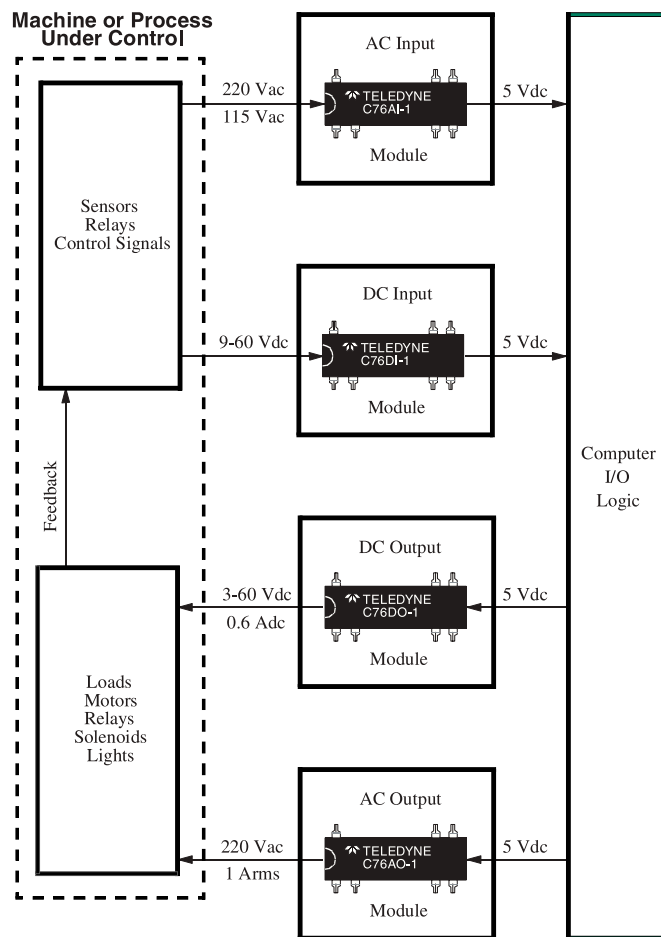 Machine or Process
Under Control
Sensors
Relays
Control Signals
Feedback
Loads
Motors
Relays
Solenoids
Lights
220 Vac
115 Vac
AC Input
TELEDYNE
C76AI-1
Module
5 Vdc
9-60 Vdc
DC Input
TELEDYNE
C76DI-1
Module
5 Vdc
3-60 Vdc
0.6 Adc
DC Output
TELEDYNE
C76DO-1
Module
5 Vdc
220 Vac
1 Arms
AC Output
TELEDYNE
C76AO-1
Module
5 Vdc
Computer
I/O
Logic